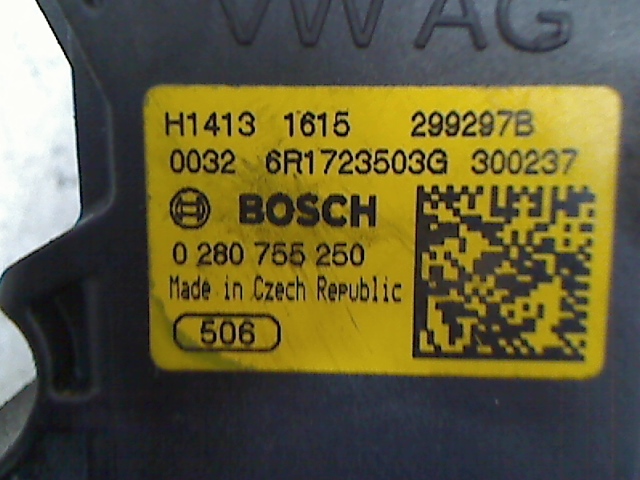 VW AG
H1413 1615 299297B
0032 6R1723503G 300237
BOSCH
0 280 755 250
Made in Czech Republic
506